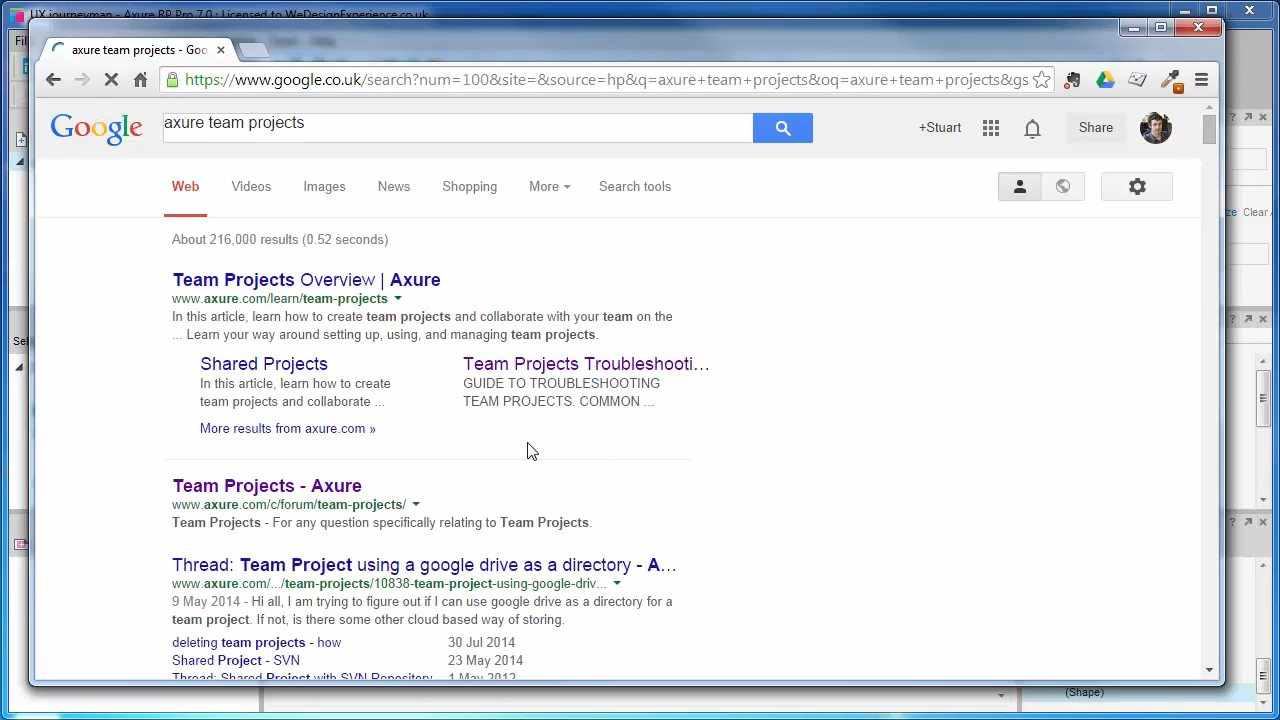 UX journeyman - Axure RP Pro 7.0 : Licensed to WeDesignExperience.co.uk
axure team projects - Goo
https://www.google.co.uk/search?num=100&site=&source=hp&q=axure+team+projects&oq=axure+team+projects&gs
Google
axure team projects
+Stuart
Share
Web Videos Images News Shopping More Search tools
About 216,000 results (0.52 seconds)
Team Projects Overview | Axure
www.axure.com/learn/team-projects
In this article, learn how to create team projects and collaborate with your team on the
... Learn your way around setting up, using, and managing team projects.
Shared Projects
In this article, learn how to create
team projects and collaborate ...
Team Projects Troubleshooti...
GUIDE TO TROUBLESHOOTING
TEAM PROJECTS. COMMON ...
More results from axure.com »
Team Projects - Axure
www.axure.com/c/forum/team-projects/
Team Projects - For any question specifically relating to Team Projects.
Thread: Team Project using a google drive as a directory - A...
www.axure.com/.../team-projects/10838-team-project-using-google-driv...
9 May 2014 - Hi all, I am trying to figure out if I can use google drive as a directory for a
team project. If not, is there some other cloud based way of storing.
deleting team projects - how 30 Jul 2014
Shared Project - SVN 23 May 2014
Thread: Shared Project with SVN Repository 1 May 2012
(Shape)